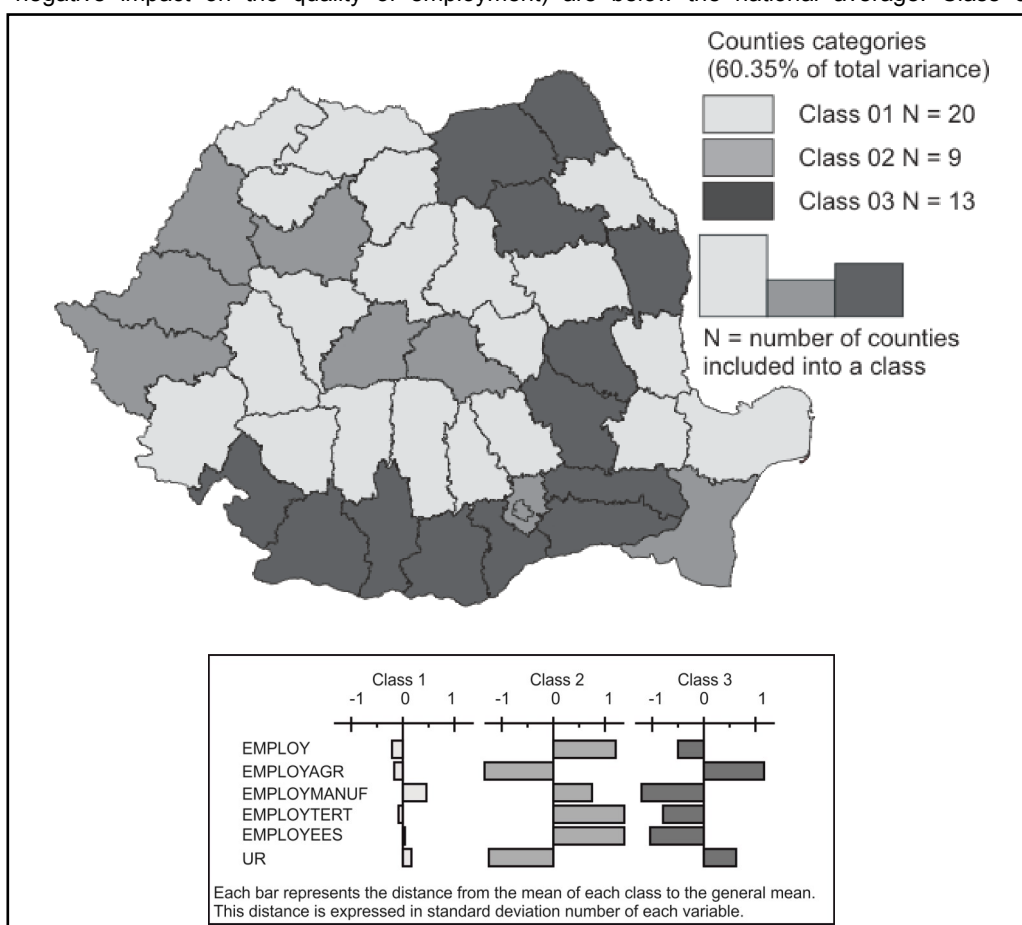 negative impact on the quality of employment) are below the national average. Class
Counties categories
(60.35% of total variance)
Class 01 N = 20
Class 02 N = 9
Class 03 N = 13
N = number of counties
included into a class
Class 1 Class 2 Class 3
-1 0 1 -1 0 1 -1 0 1
EMPLOY
EMPLOYAGR
EMPLOYMANUF
EMPLOYTERT
EMPLOYEES
UR
Each bar represents the distance from the mean of each class to the general mean.
This distance is expressed in standard deviation number of each variable.